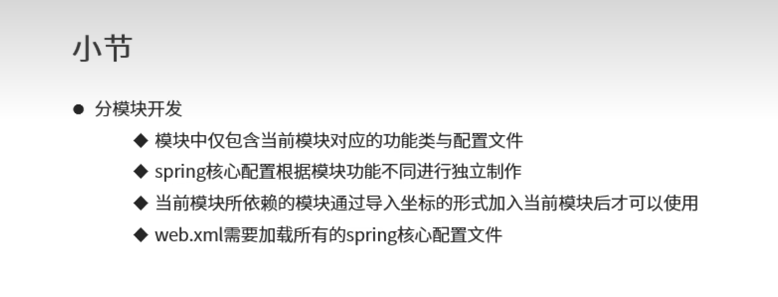 小节
● 分模块开发
◆ 模块中仅包含当前模块对应的功能类与配置文件
◆ spring核心配置根据模块功能不同进行独立制作
◆ 当前模块所依赖的模块通过导入坐标的形式加入当前模块后才可以使用
◆ web.xml需要加载所有的spring核心配置文件